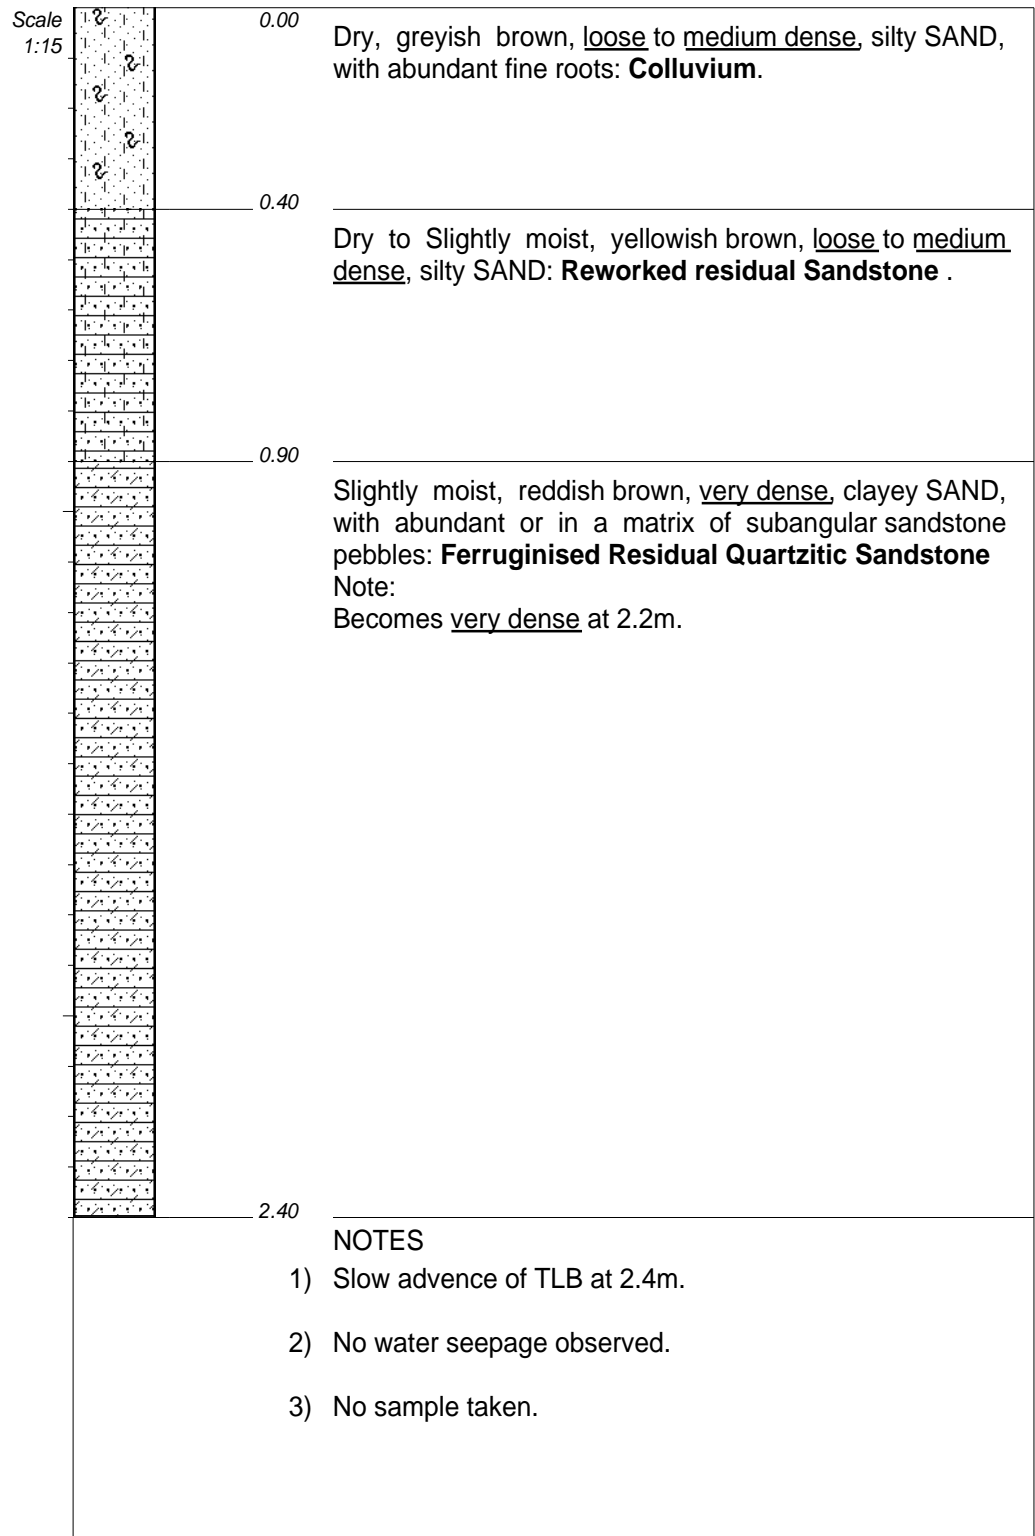 Scale
1:15
0.00
Dry, greyish brown, loose to medium dense, silty SAND,
with abundant fine roots: Colluvium.
0.40
Dry to Slightly moist, yellowish brown, loose to medium
dense, silty SAND: Reworked residual Sandstone .
0.90
Slightly moist, reddish brown, very dense, clayey SAND,
with abundant or in a matrix of subangular sandstone
pebbles: Ferruginised Residual Quartzitic Sandstone
Note:
Becomes very dense at 2.2m.
2.40
NOTES
1) Slow advence of TLB at 2.4m.
2) No water seepage observed.
3) No sample taken.